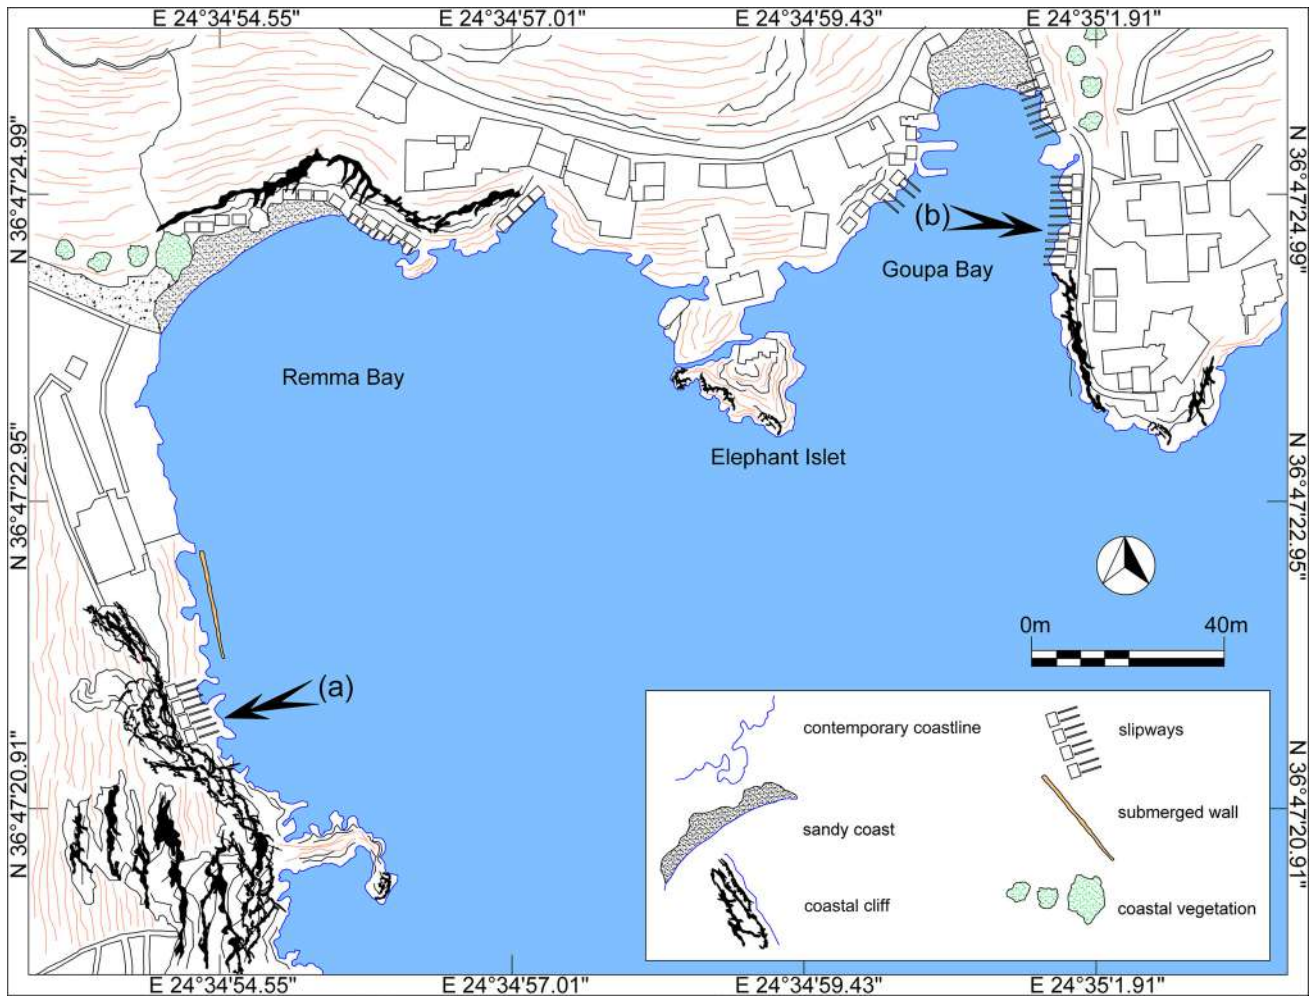 E 24°34'54.55" E 24°34'57.01" E 24°34'59.43" E 24°35'1.91"
N 36°47'24.99" N 36°47'24.99"
(b)
Goupa Bay
Remma Bay
Elephant Islet
N 36°47'22.95" N 36°47'22.95"
0m 40m
(a)
contemporary coastline slipways
submerged wall
sandy coast
coastal cliff coastal vegetation
N 36°47'20.91" N 36°47'20.91"
E 24°34'54.55" E 24°34'57.01" E 24°34'59.43" E 24°35'1.91"